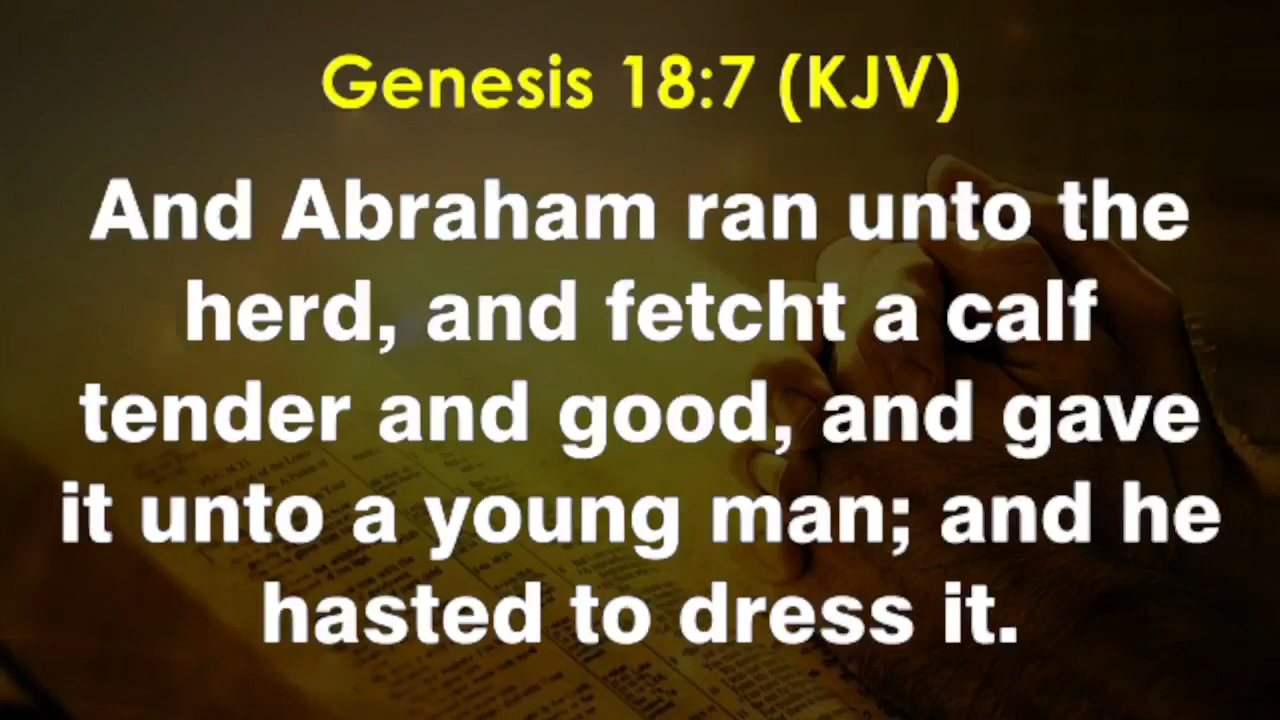 Genesis 18:7 (KJV)
And Abraham ran unto the
herd, and fetcht a calf
tender and good, and gave
it unto a young man; and he
hasted to dress it.